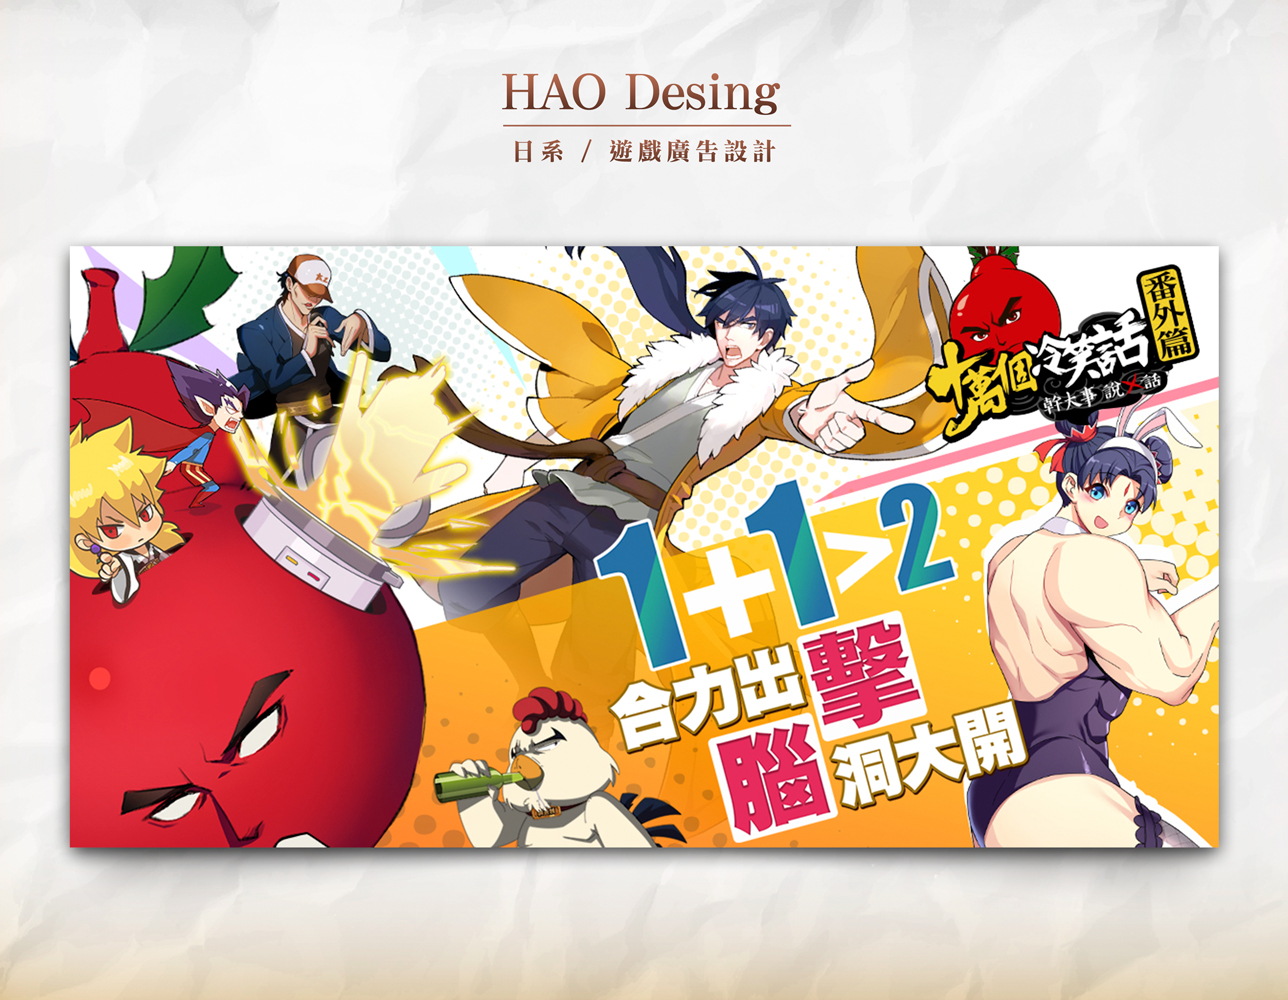 HAO Desing
日系 / 遊戲廣告設計
番外篇
十萬個冷笑話
幹大事 說笑話
1+1>2
合力出擊
腦洞大開